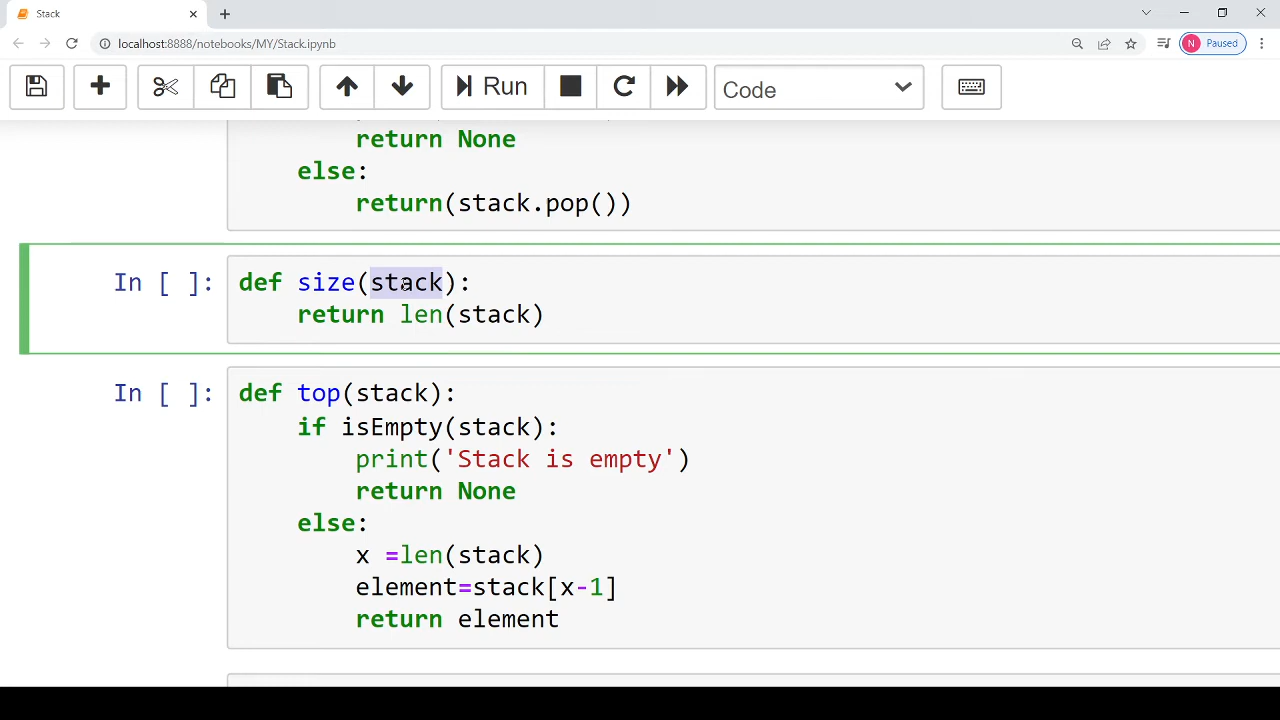 Stack
localhost:8888/notebooks/MY/Stack.ipynb
N Paused
Run
Code
return None
else:
return(stack.pop())
In [ ]:
def size(stack):
return len(stack)
In [ ]:
def top(stack):
if isEmpty(stack):
print('Stack is empty')
return None
else:
x =len(stack)
element=stack[x-1]
return element